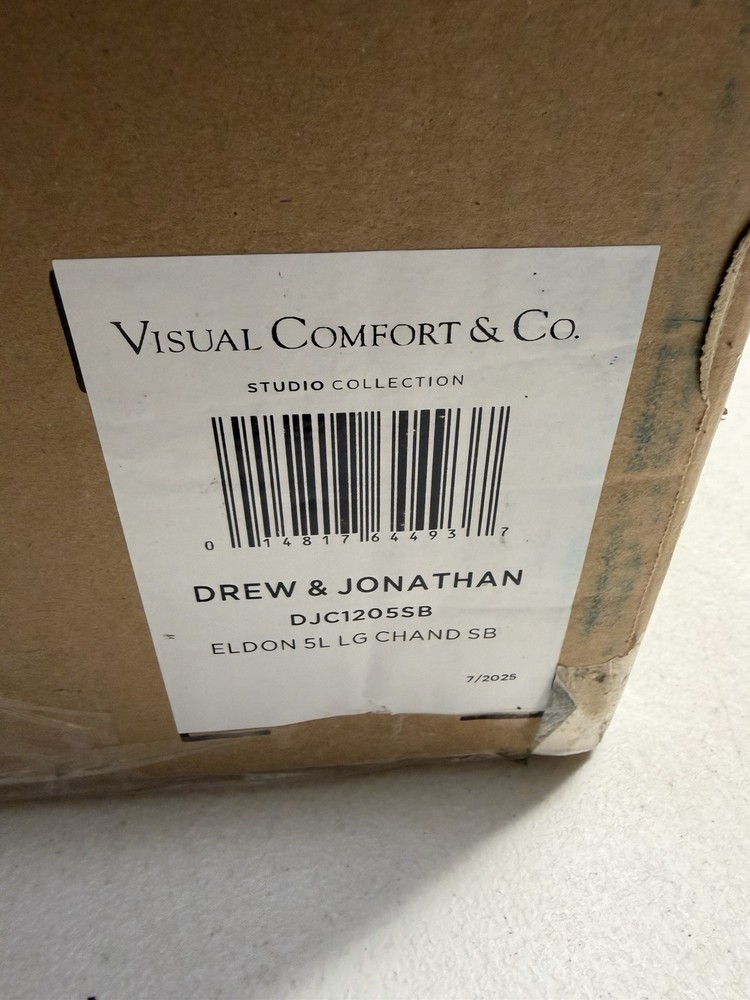 VISUAL COMFORT & CO.
STUDIO COLLECTION
0 14817 64493 7
DREW & JONATHAN
DJC1205SB
ELDON 5L LG CHAND SB
7/2025